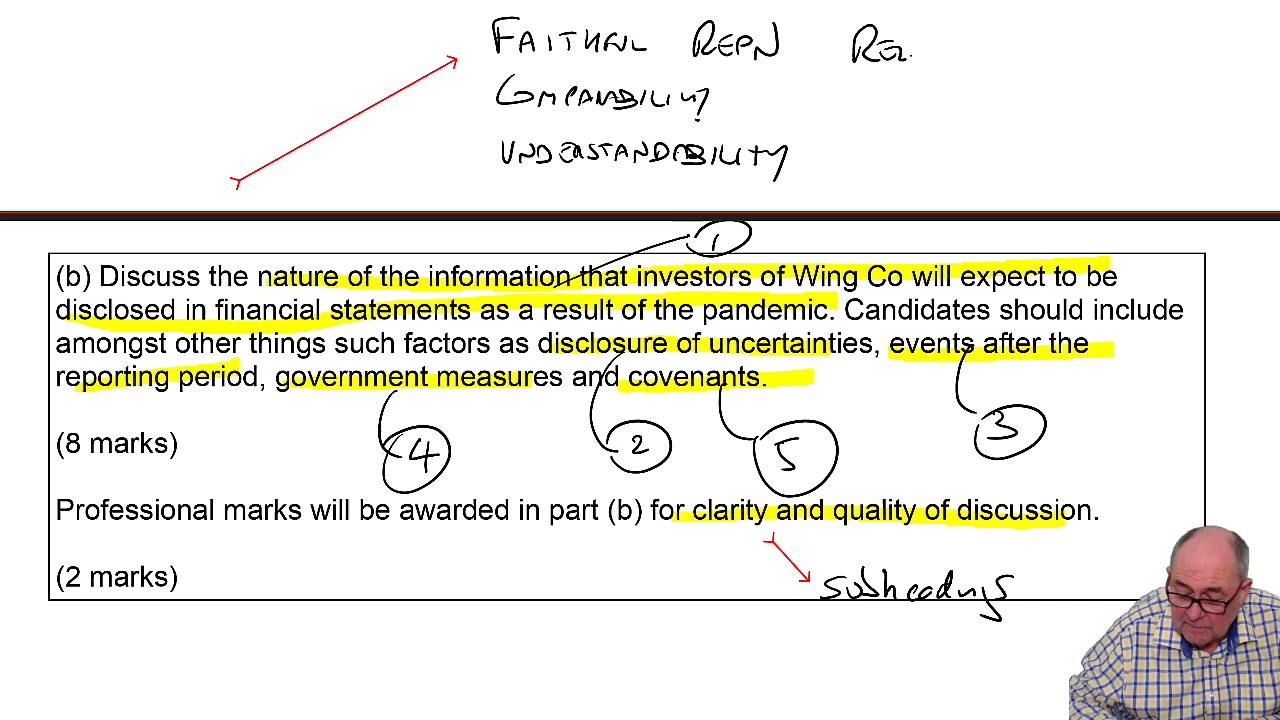 FAITHFUL REPN REL.
COMPARABILITY
UNDERSTANDABILITY
1
(b) Discuss the nature of the information that investors of Wing Co will expect to be
disclosed in financial statements as a result of the pandemic. Candidates should include
amongst other things such factors as disclosure of uncertainties, events after the
reporting period, government measures and covenants.
(8 marks)
4 2 5 3
Professional marks will be awarded in part (b) for clarity and quality of discussion.
(2 marks)
subheadings